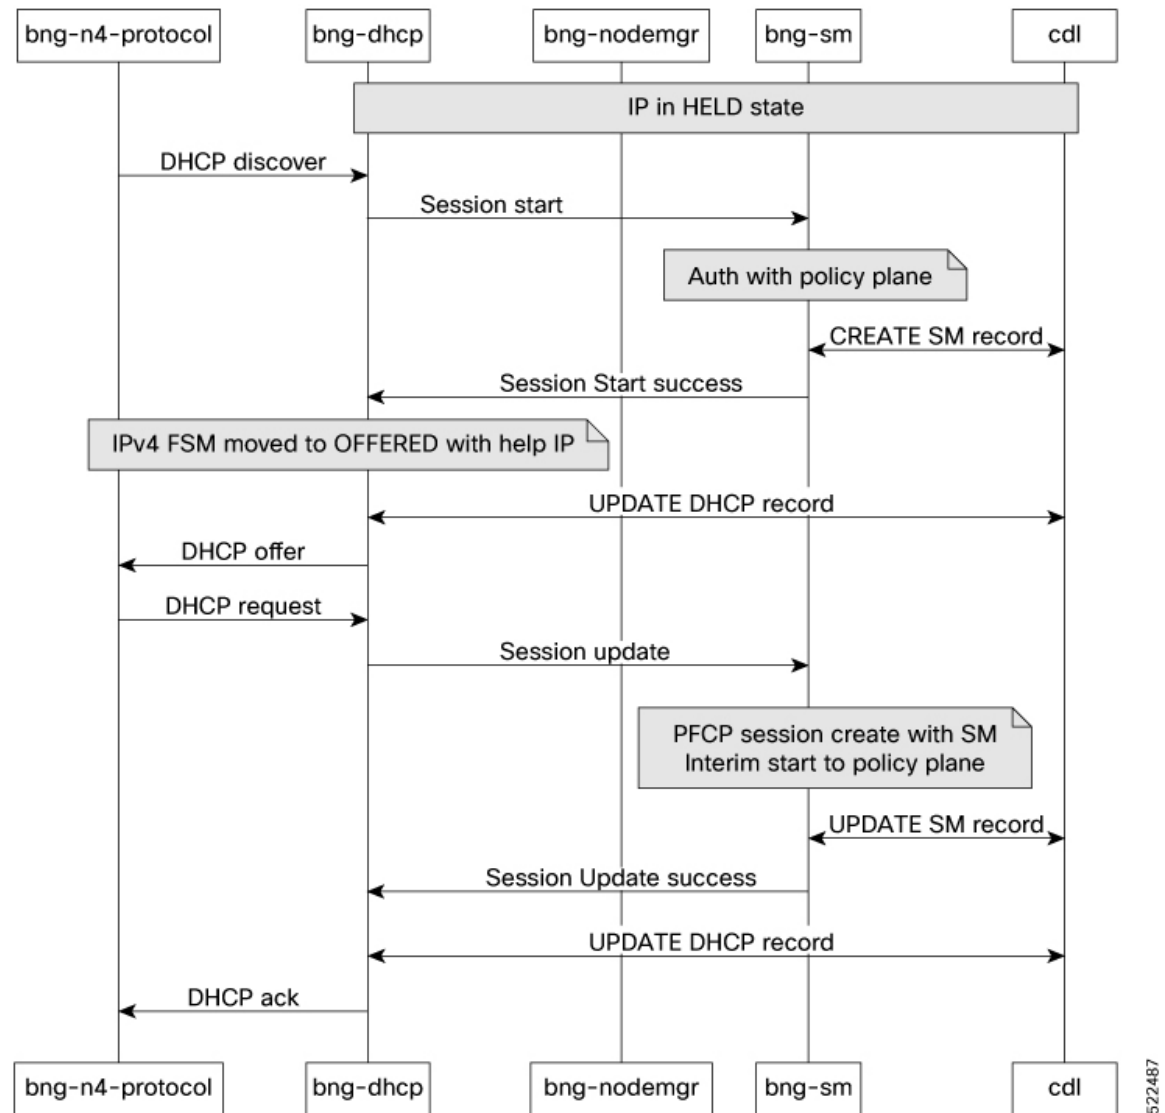 bng-n4-protocol
bng-dhcp
bng-nodemgr
bng-sm
cdl
IP in HELD state
DHCP discover
Session start
Auth with policy plane
CREATE SM record
Session Start success
IPv4 FSM moved to OFFERED with help IP
UPDATE DHCP record
DHCP offer
DHCP request
Session update
PFCP session create with SM
Interim start to policy plane
UPDATE SM record
Session Update success
UPDATE DHCP record
DHCP ack
bng-n4-protocol
bng-dhcp
bng-nodemgr
bng-sm
cdl
522487